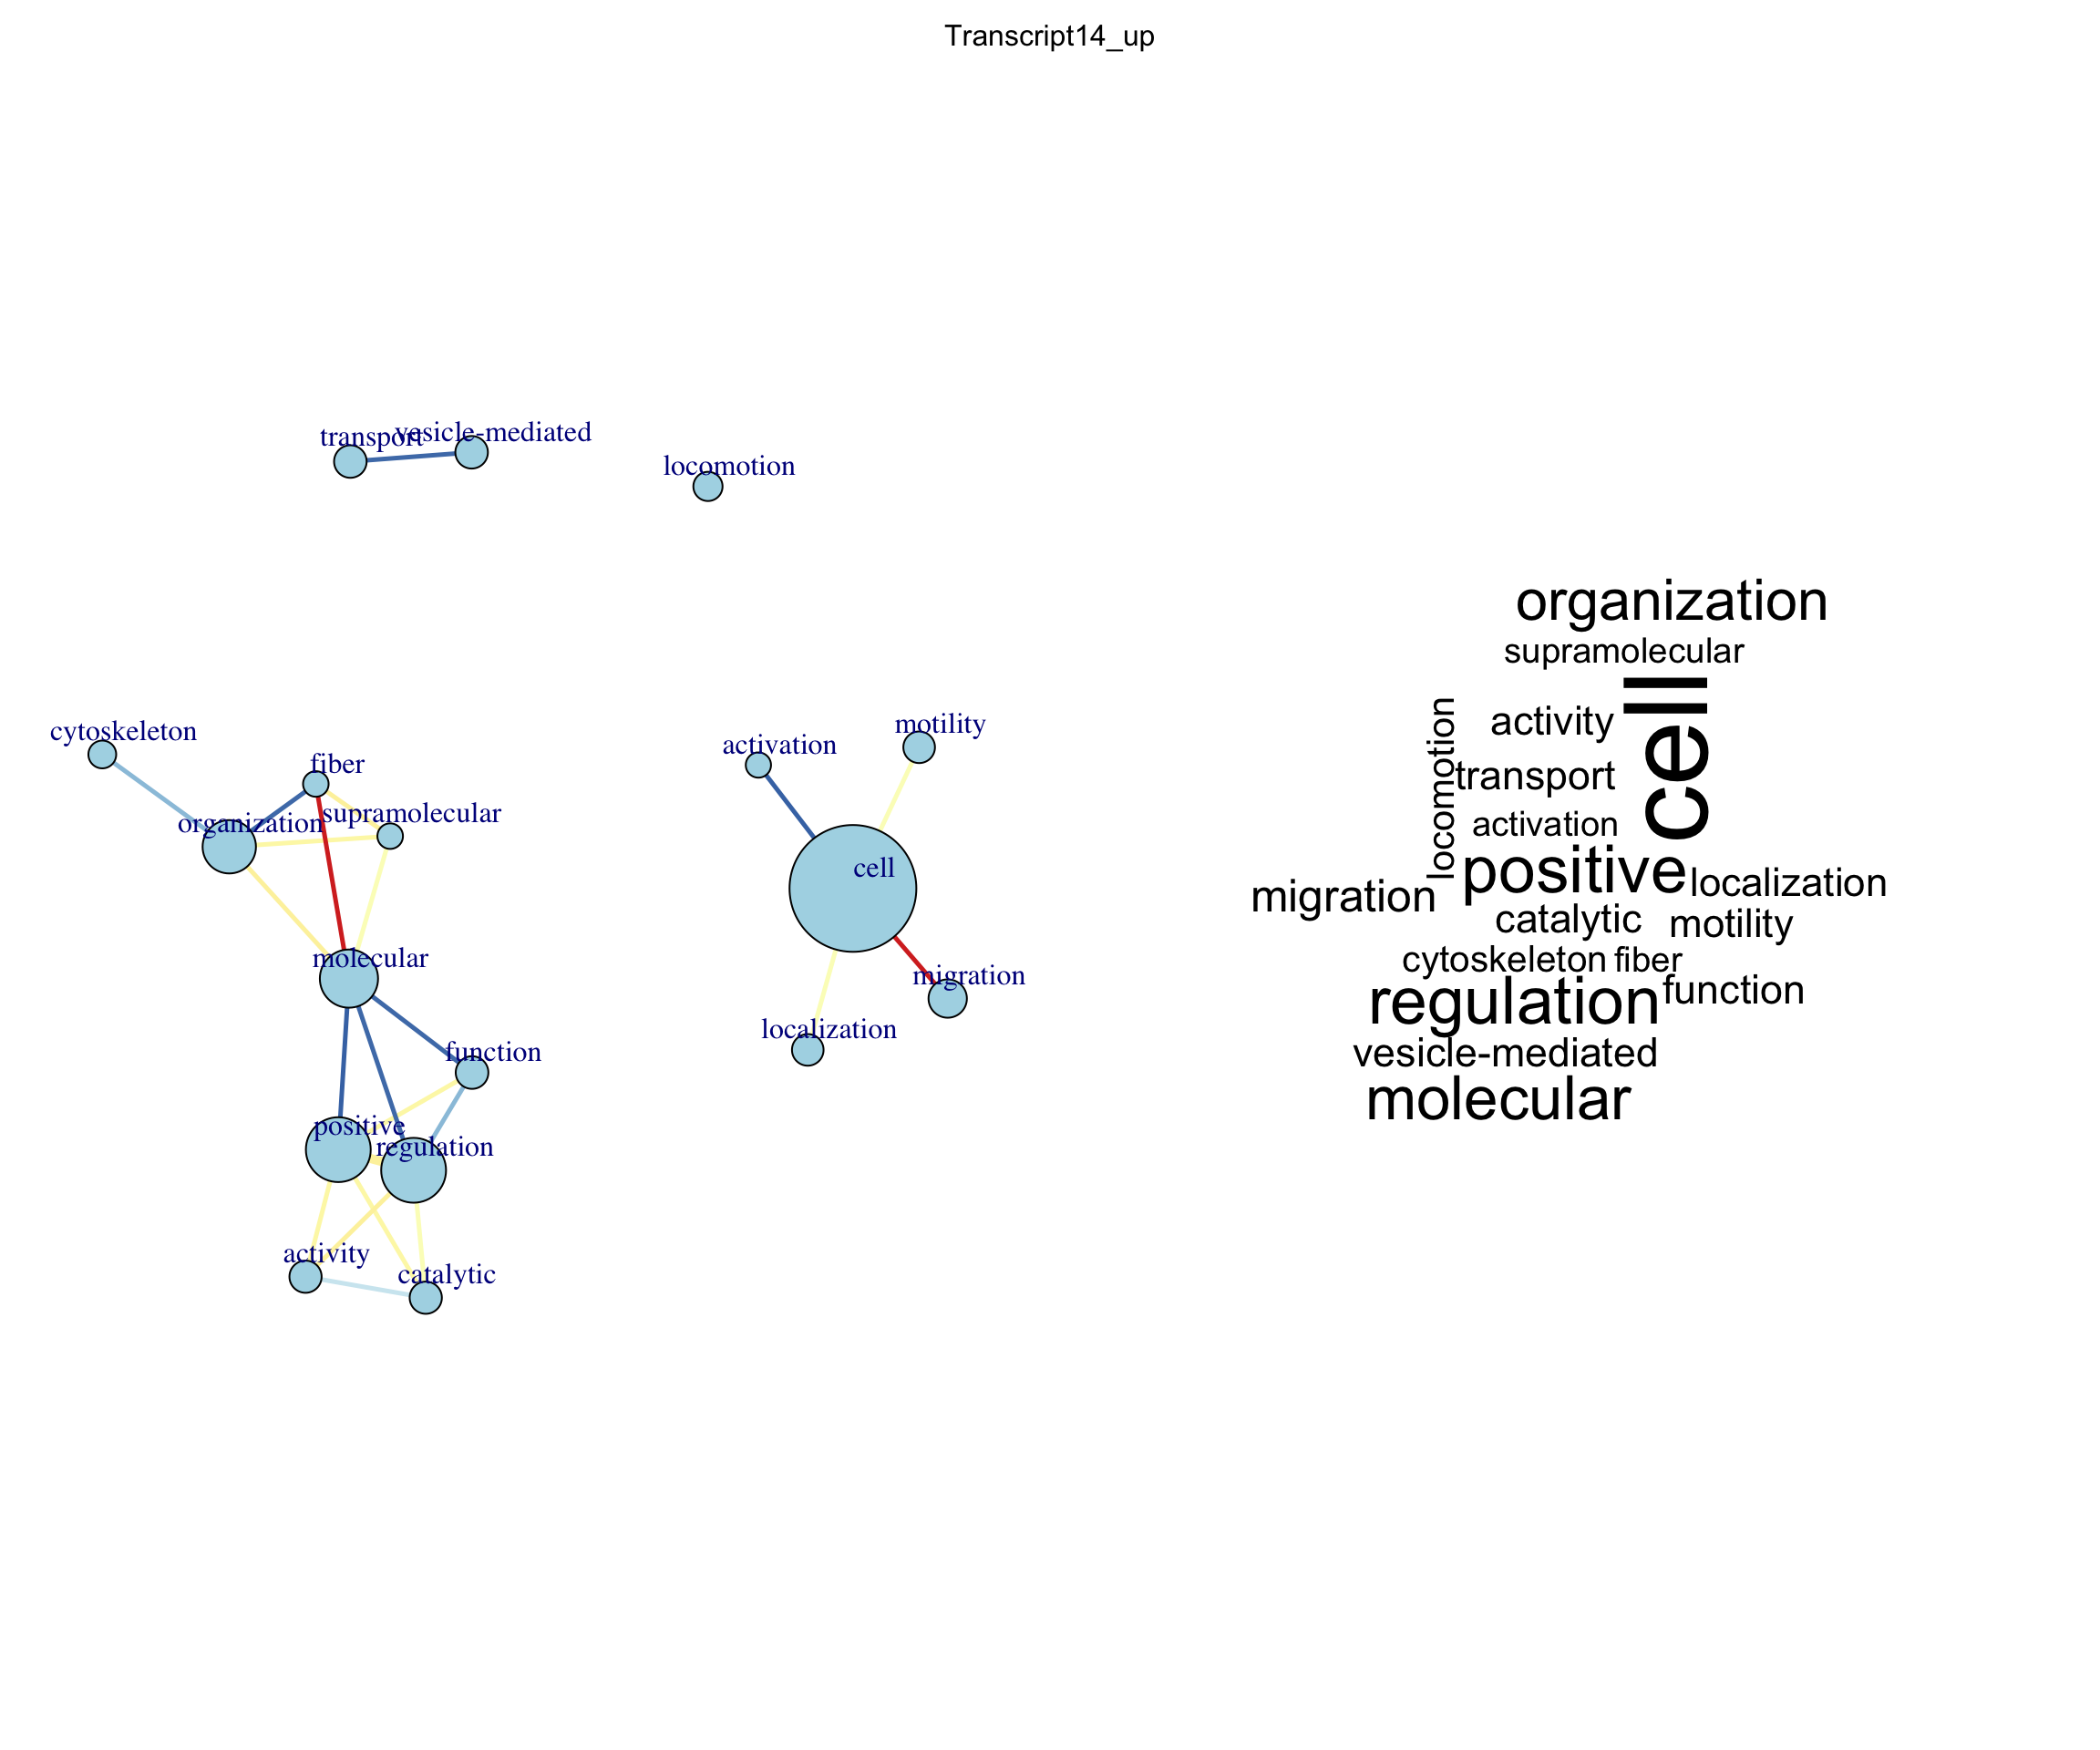 Transcript14_up
transport
vesicle-mediated
locomotion
cytoskeleton
fiber
organization
supramolecular
molecular
function
positive
regulation
activity
catalytic
motility
activation
cell
migration
localization
organization
supramolecular
cell
activity
locomotion
transport
activation
positive
localization
migration
catalytic
motility
cytoskeleton
fiber
regulation
function
vesicle-mediated
molecular